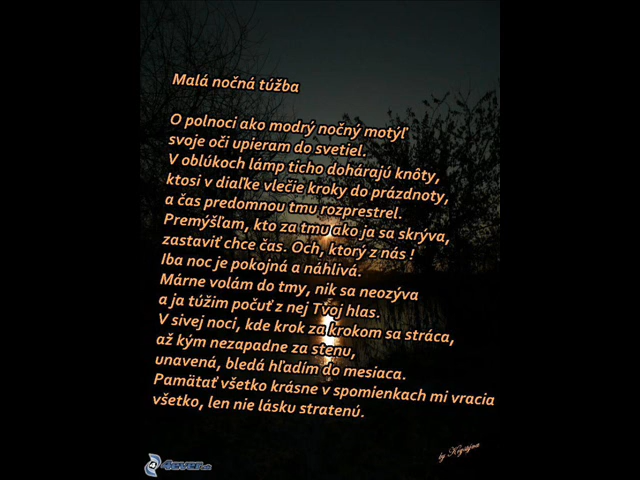 Malá nočná túžba
O polnoci ako modrý nočný motýľ
svoje oči upieram do svetiel.
V oblúkoch lámp ticho dohárajú knôty,
ktosi v diaľke vlečie kroky do prázdnoty,
a čas predomnou tmu rozprestrel.
Premýšľam, kto za tmu ako ja sa skrýva,
zastaviť chce čas. Och, ktorý z nás !
Iba noc je pokojná a náhlivá.
Márne volám do tmy, nik sa neozýva
a ja túžim počuť z nej Tvoj hlas.
V sivej noci, kde krok za krokom sa stráca,
až kým nezapadne za stenu,
unavená, bledá hľadím do mesiaca.
Pamätať všetko krásne v spomienkach mi vracia
všetko, len nie lásku stratenú.
by